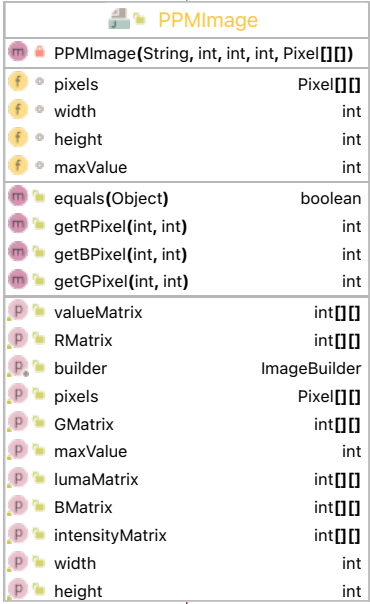 PPMImage
PPMImage(String, int, int, int, Pixel[][])
pixels Pixel[][]
width int
height int
maxValue int
equals(Object) boolean
getRPixel(int, int) int
getBPixel(int, int) int
getGPixel(int, int) int
valueMatrix int[][]
RMatrix int[][]
builder ImageBuilder
pixels Pixel[][]
GMatrix int[][]
maxValue int
lumaMatrix int[][]
BMatrix int[][]
intensityMatrix int[][]
width int
height int